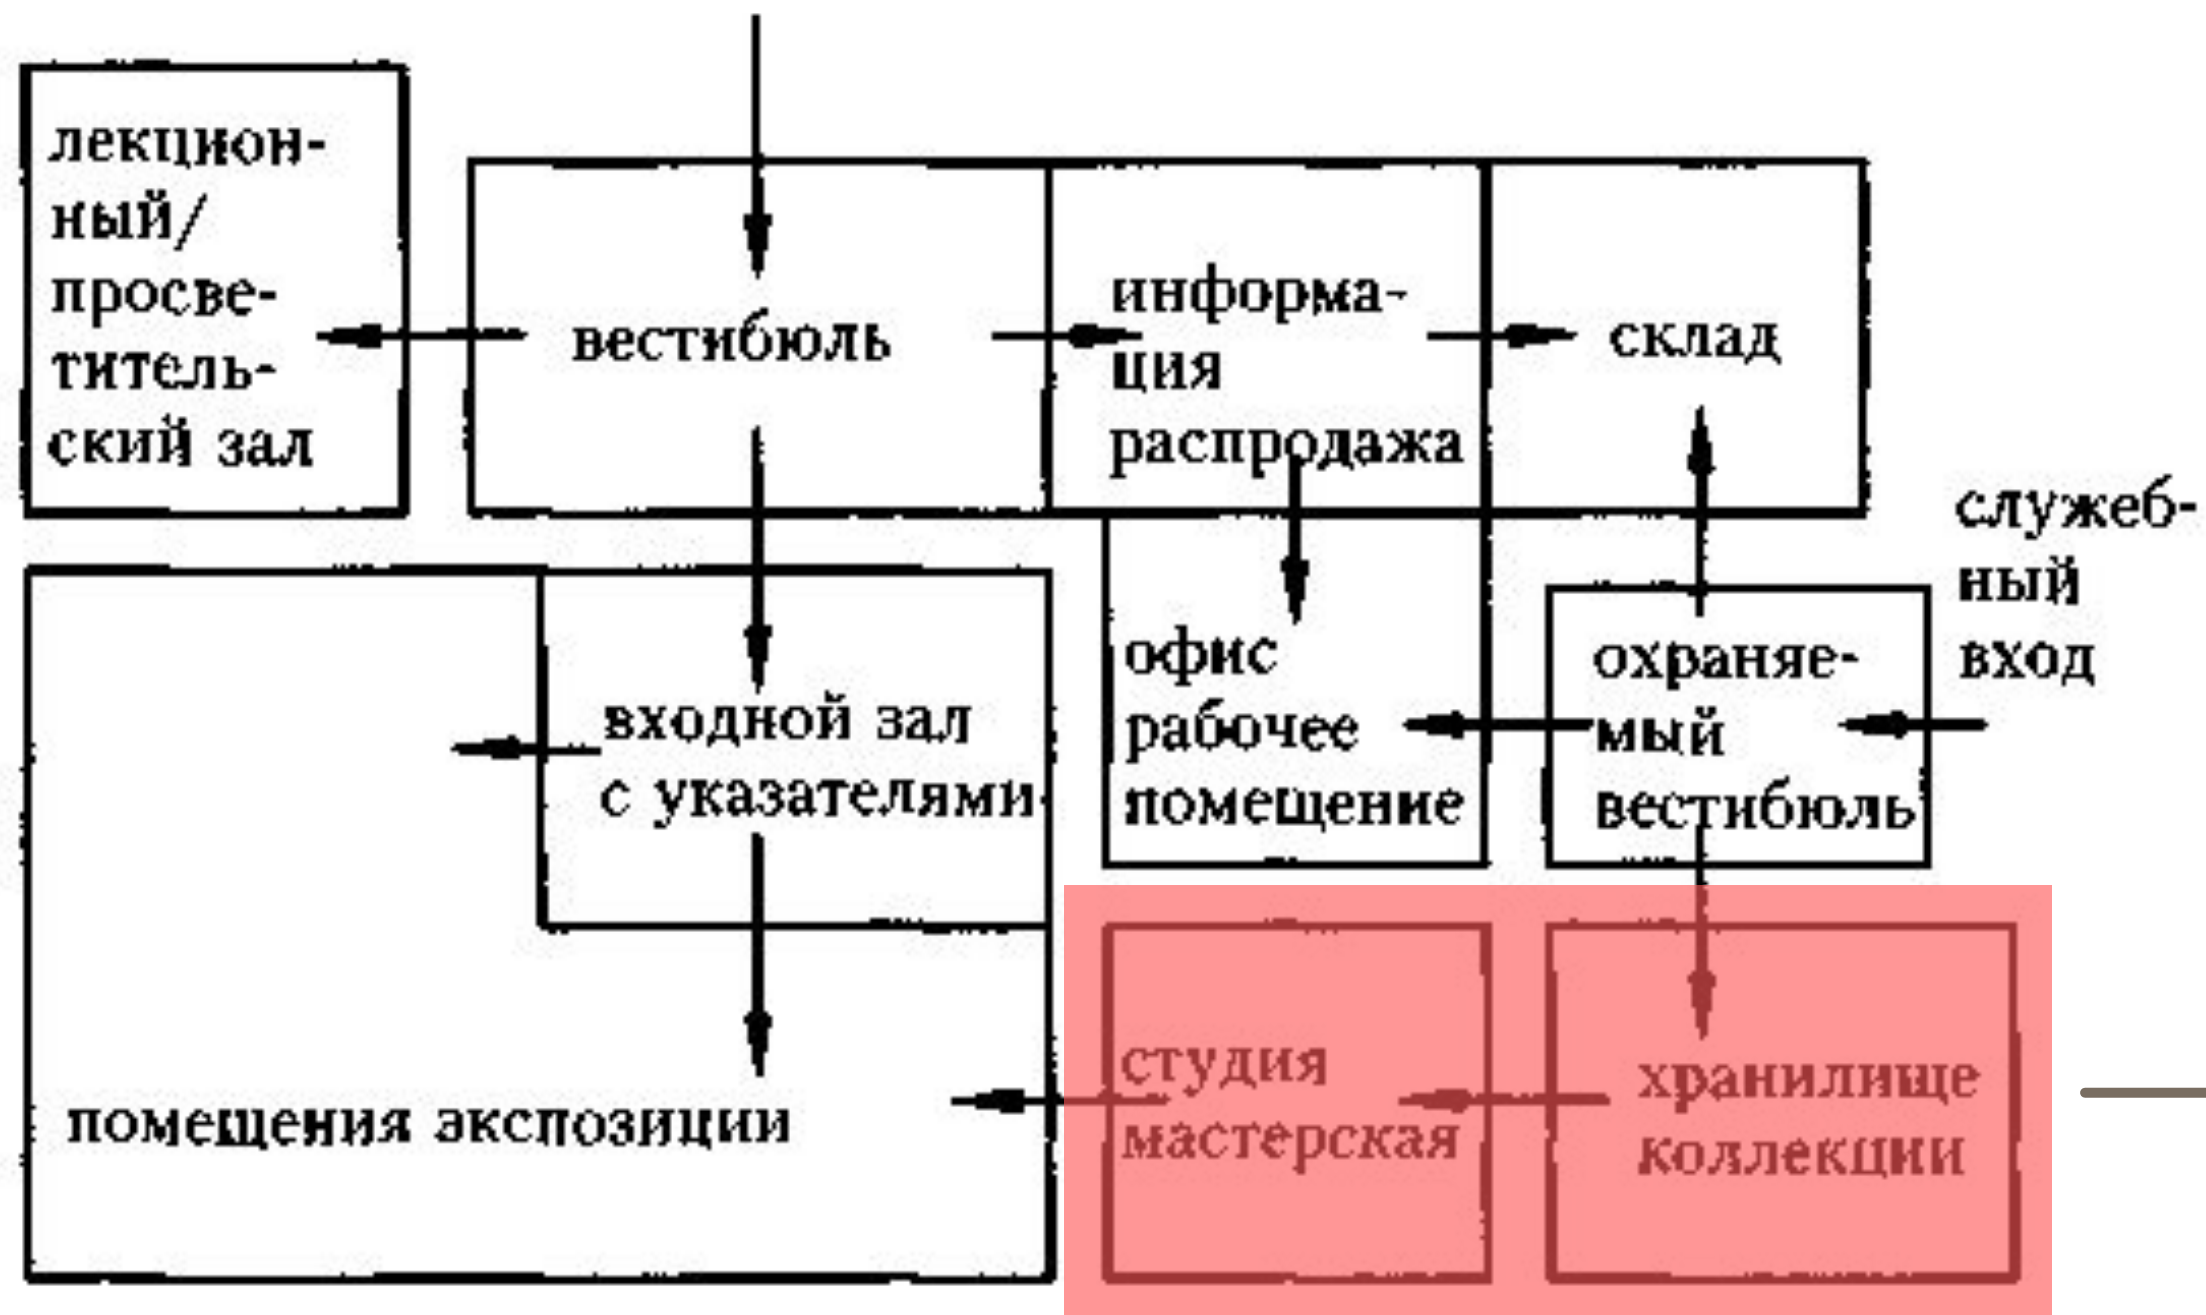 лекцион-
ный/
просве-
титель-
ский зал
вестибюль
информа-
ция
распродажа
склад
служеб-
ный
вход
входной зал
с указателями
офис
рабочее
помещение
охраняе-
мый
вестибюль
помещения экспозиции
студия
мастерская
хранилище
коллекции